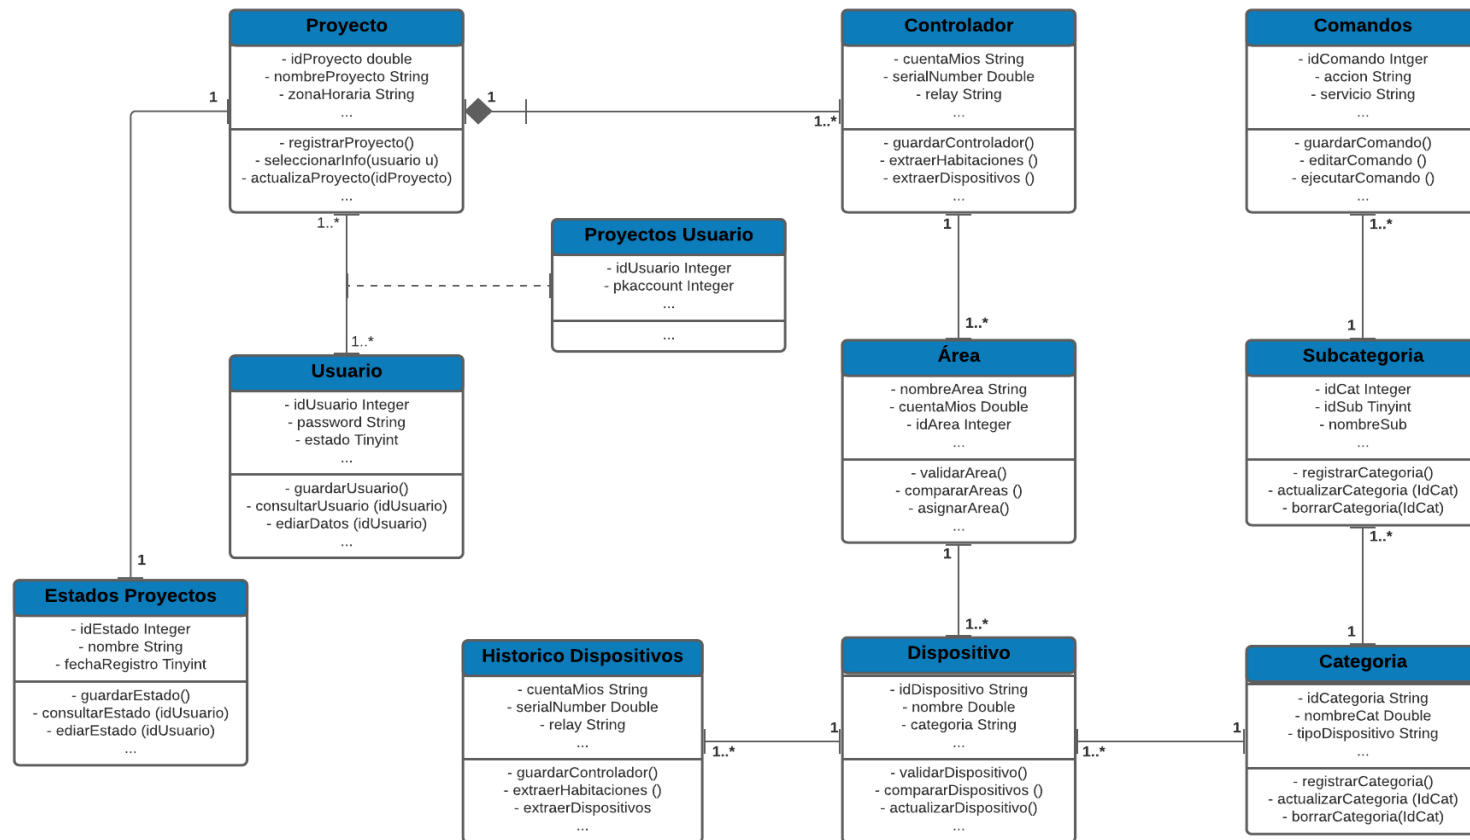 Proyecto
- idProyecto double
- nombreProyecto String
- zonaHoraria String
...
- registrarProyecto()
- seleccionarInfo(usuario u)
- actualizaProyecto(idProyecto)
...
Controlador
- cuentaMios String
- serialNumber Double
- relay String
...
- guardarControlador()
- extraerHabitaciones ()
- extraerDispositivos ()
...
Comandos
- idComando Intger
- accion String
- servicio String
...
- guardarComando()
- editarComando ()
- ejecutarComando ()
...
1
1
1..*
1..*
1
1..*
Proyectos Usuario
- idUsuario Integer
- pkaccount Integer
...
...
1..*
1..*
1
Usuario
- idUsuario Integer
- password String
- estado Tinyint
...
- guardarUsuario()
- consultarUsuario (idUsuario)
- ediarDatos (idUsuario)
...
Área
- nombreArea String
- cuentaMios Double
- idArea Integer
...
- validarArea()
- compararAreas ()
- asignarArea()
...
Subcategoria
- idCat Integer
- idSub Tinyint
- nombreSub
...
- registrarCategoria()
- actualizarCategoria (IdCat)
- borrarCategoria(IdCat)
1
1
1..*
Estados Proyectos
- idEstado Integer
- nombre String
- fechaRegistro Tinyint
- guardarEstado()
- consultarEstado (idUsuario)
- ediarEstado (idUsuario)
...
1..*
1
Historico Dispositivos
- cuentaMios String
- serialNumber Double
- relay String
...
- guardarControlador()
- extraerHabitaciones ()
- extraerDispositivos
...
1..*
1
Dispositivo
- idDispositivo String
- nombre Double
- categoria String
...
- validarDispositivo()
- compararDispositivos ()
- actualizarDispositivo()
...
1..*
1
Categoria
- idCategoria String
- nombreCat Double
- tipoDispositivo String
...
- registrarCategoria()
- actualizarCategoria (IdCat)
- borrarCategoria(IdCat)